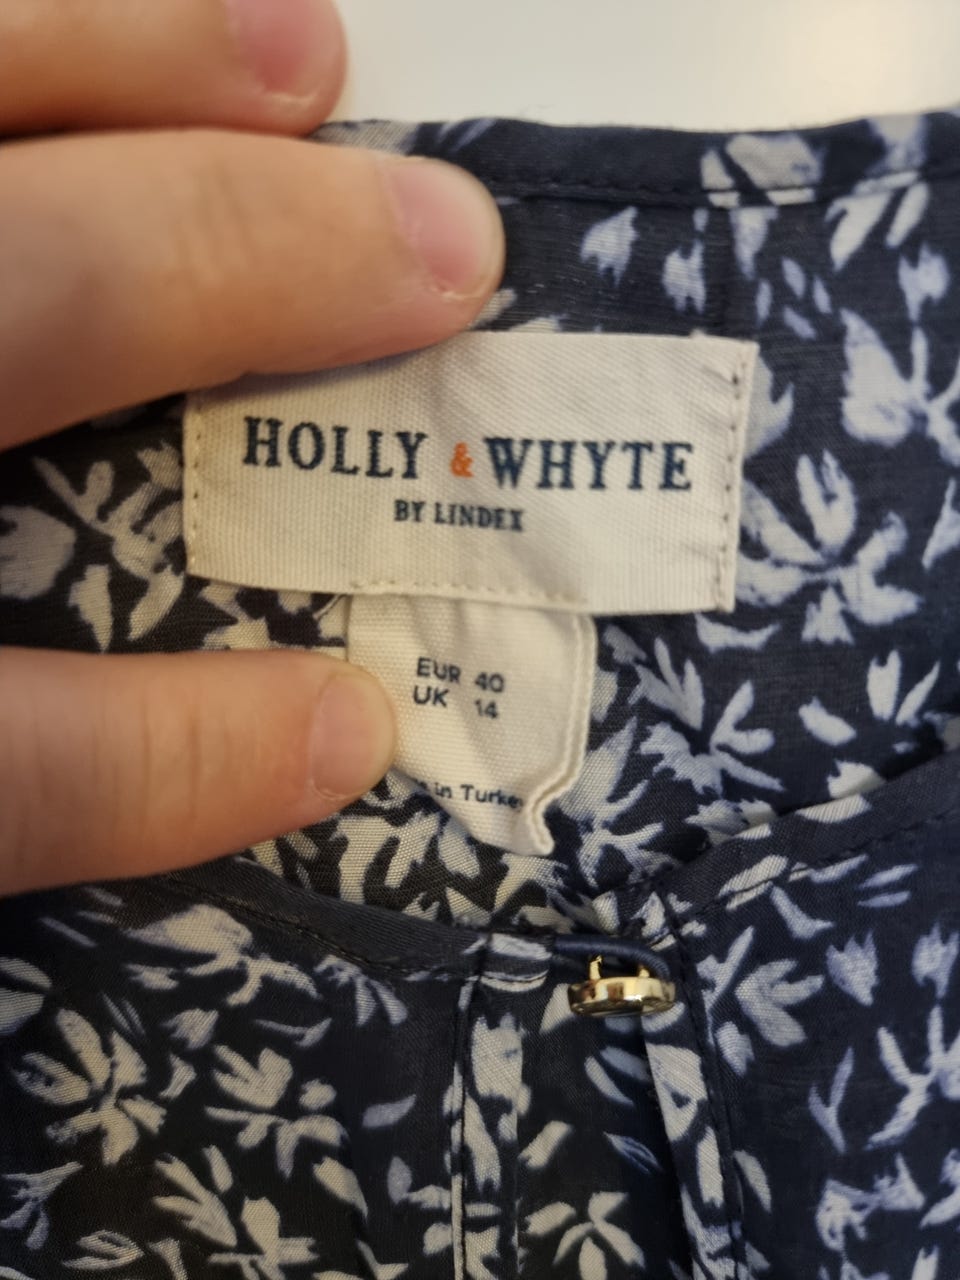 HOLLY & WHYTE
BY LINDEX
EUR 40
UK 14
in Turkey